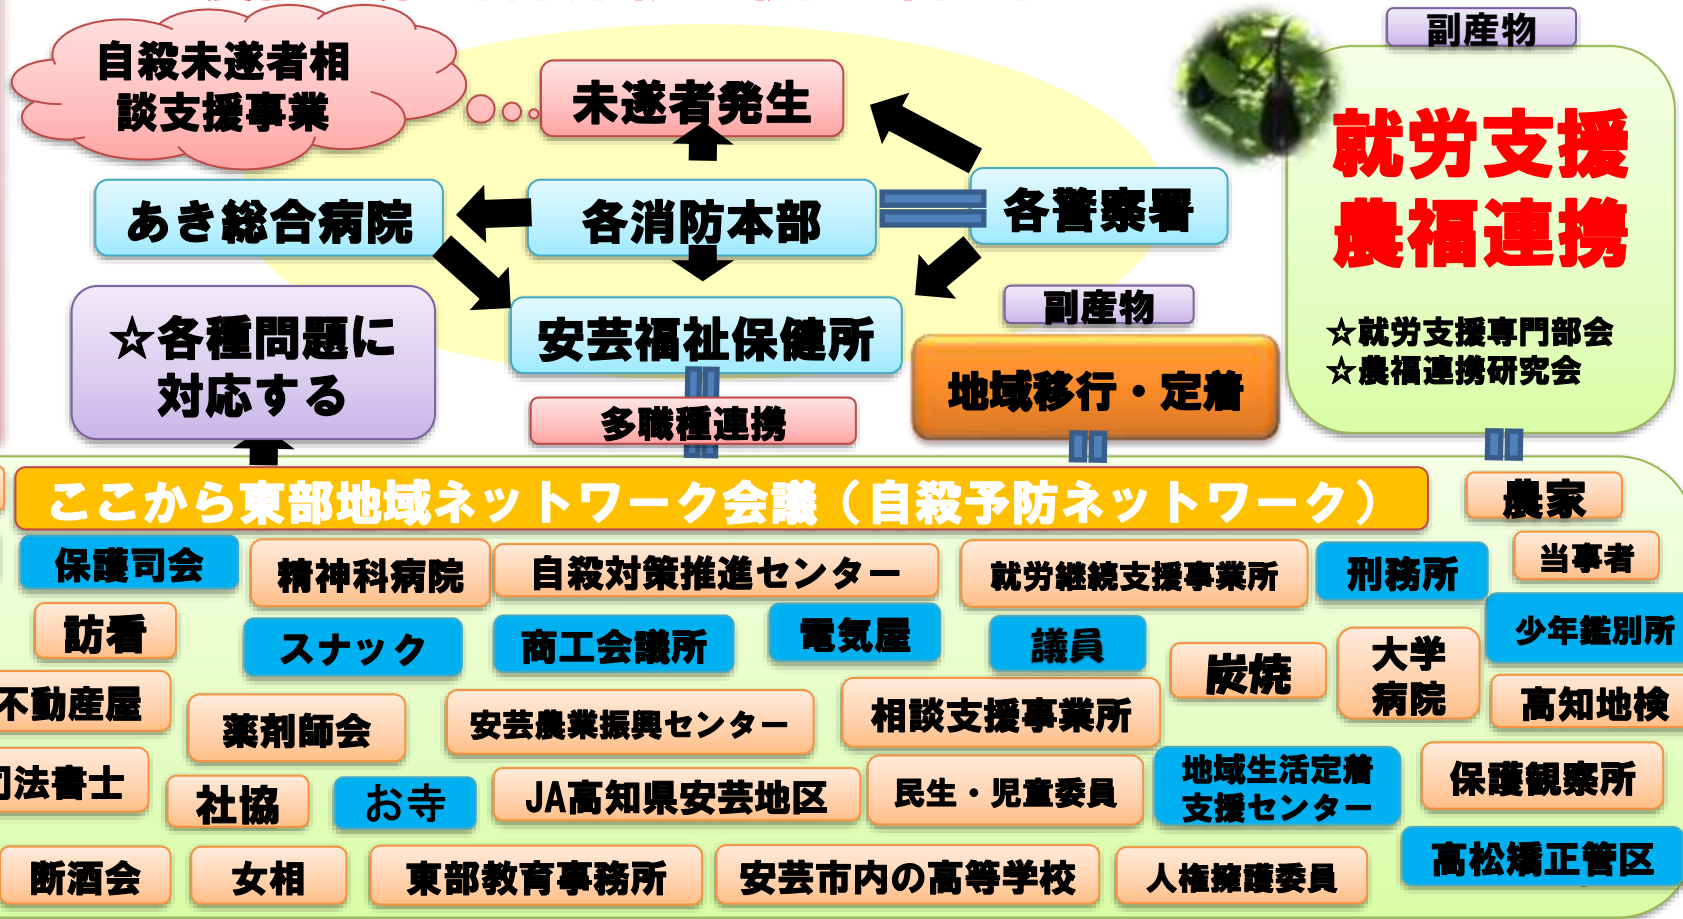 自殺未遂者相
談支援事業
未遂者発生
副産物
就労支援
農福連携
☆就労支援専門部会
☆農福連携研究会
あき総合病院
各消防本部
各警察署
☆各種問題に
対応する
安芸福祉保健所
多職種連携
副産物
地域移行・定着
ここから東部地域ネットワーク会議（自殺予防ネットワーク）
農家
保護司会
精神科病院
自殺対策推進センター
就労継続支援事業所
刑務所
当事者
訪看
スナック
商工会議所
電気屋
議員
炭焼
大学
病院
少年鑑別所
不動産屋
薬剤師会
安芸農業振興センター
相談支援事業所
高知地検
司法書士
社協
お寺
JA高知県安芸地区
民生・児童委員
地域生活定着
支援センター
保護観察所
断酒会
女相
東部教育事務所
安芸市内の高等学校
人権擁護委員
高松矯正管区